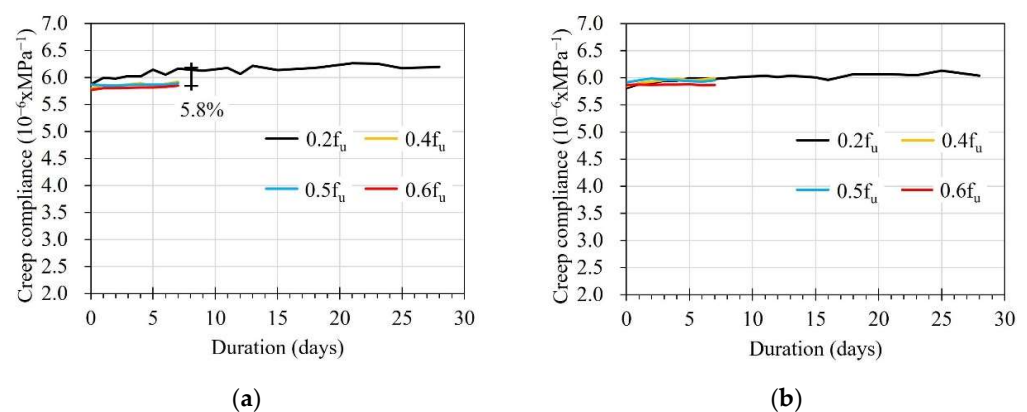 Creep compliance (10⁻⁶xMPa⁻¹)
7.0
6.5
6.0
5.5
5.0
4.5
4.0
3.5
3.0
2.5
2.0
5.8%
0.2fᵤ 0.4fᵤ
0.5fᵤ 0.6fᵤ
0 5 10 15 20 25 30
Duration (days)
(a)
Creep compliance (10⁻⁶xMPa⁻¹)
7.0
6.5
6.0
5.5
5.0
4.5
4.0
3.5
3.0
2.5
2.0
0.2fᵤ 0.4fᵤ
0.5fᵤ 0.6fᵤ
0 5 10 15 20 25 30
Duration (days)
(b)